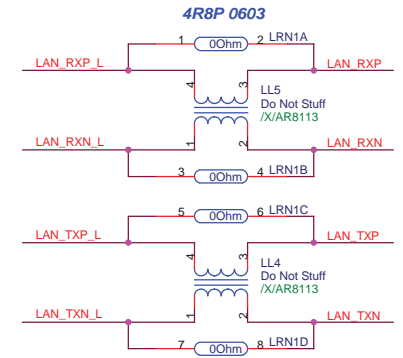 4R8P 0603
1 0Ohm 2 LRN1A
LAN_RXP_L LAN_RXP
4 3
LL5
Do Not Stuff
/X/AR8113
1 2
LAN_RXN_L LAN_RXN
3 0Ohm 4 LRN1B
5 0Ohm 6 LRN1C
LAN_TXP_L LAN_TXP
4 3
LL4
Do Not Stuff
/X/AR8113
1 2
LAN_TXN_L LAN_TXN
7 0Ohm 8 LRN1D